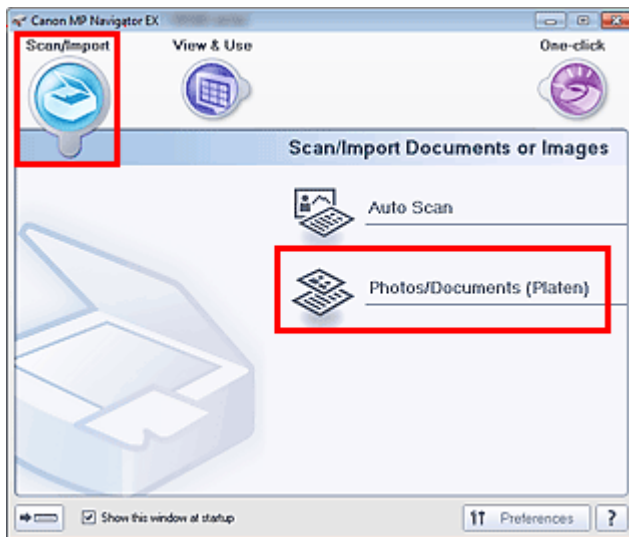 Canon MP Navigator EX
Scan/Import
View & Use
One-click
Scan/Import Documents or Images
Auto Scan
Photos/Documents (Platen)
Show this window at startup
Preferences
?